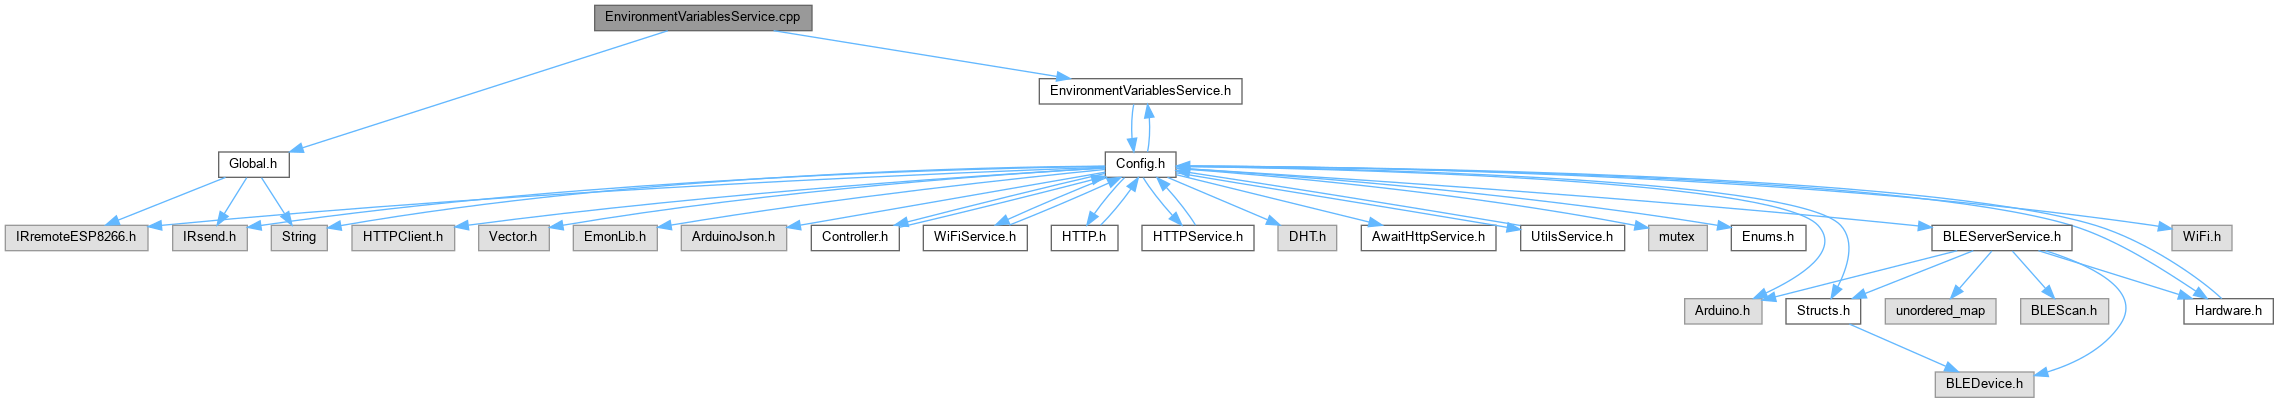 EnvironmentVariablesService.cpp
EnvironmentVariablesService.h
Global.h
Config.h
IRremoteESP8266.h
IRsend.h
String
HTTPClient.h
Vector.h
EmonLib.h
ArduinoJson.h
Controller.h
WiFiService.h
HTTP.h
HTTPService.h
DHT.h
AwaitHttpService.h
UtilsService.h
mutex
Enums.h
BLEServerService.h
WiFi.h
Arduino.h
Structs.h
unordered_map
BLEScan.h
Hardware.h
BLEDevice.h